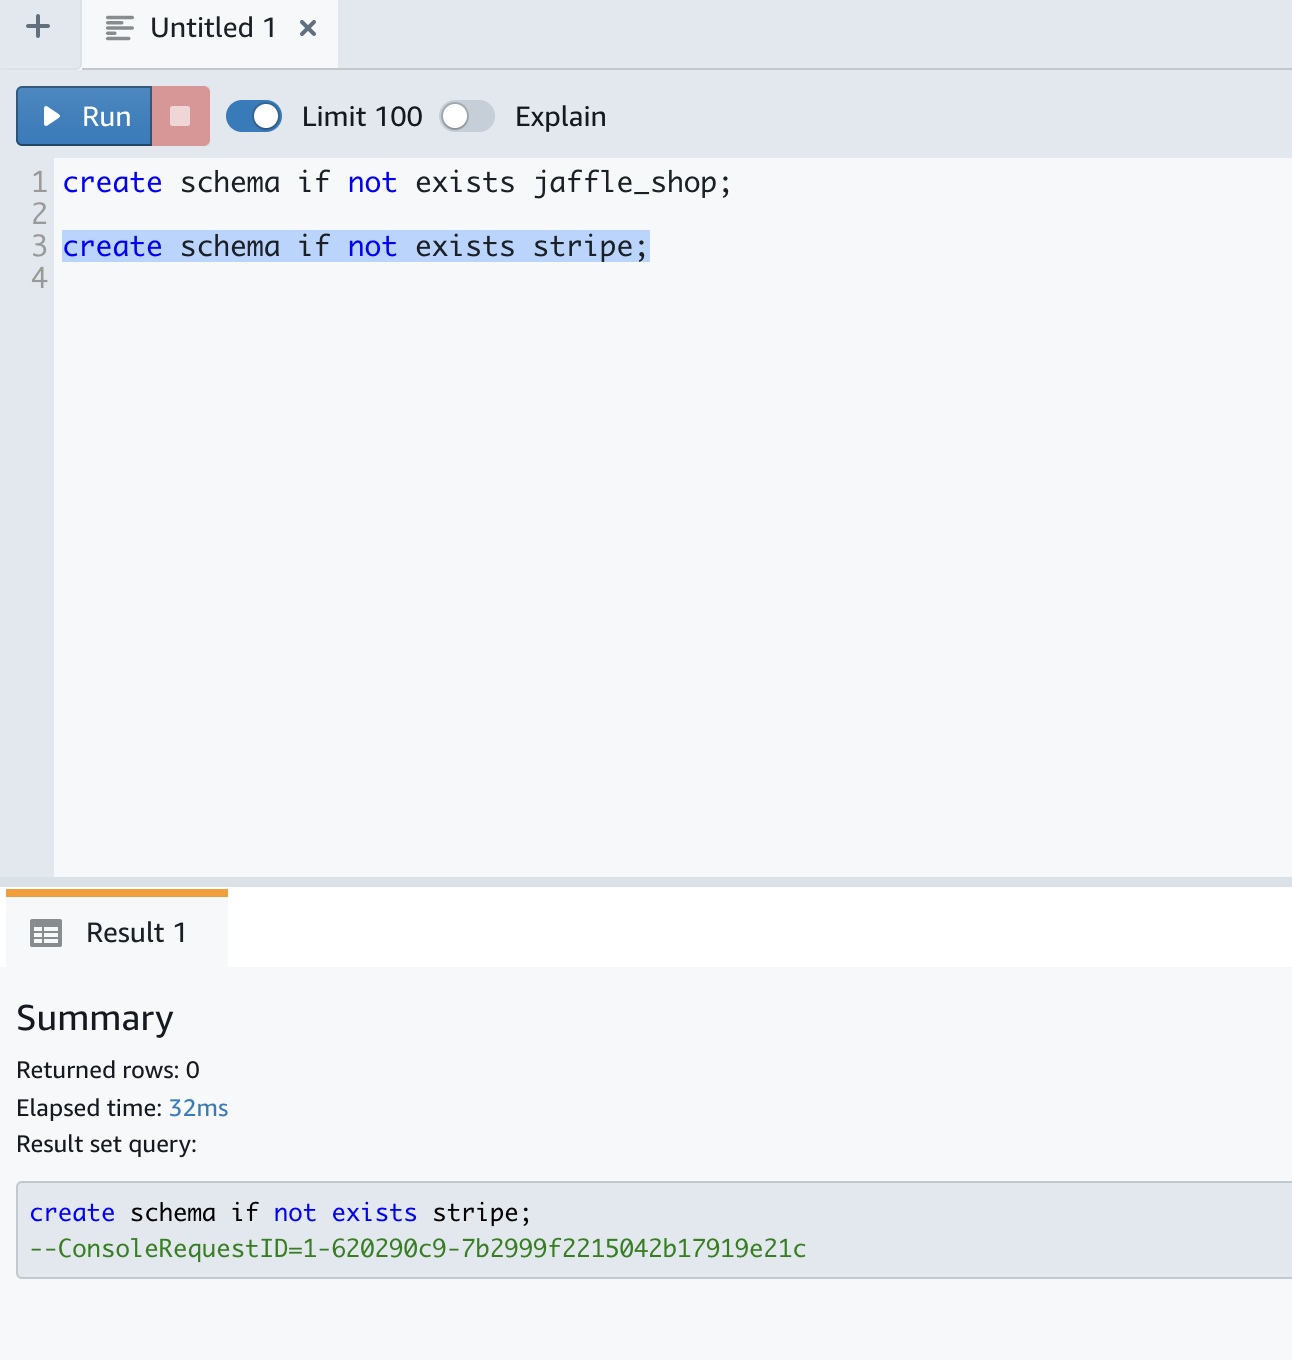 Untitled 1
Run
Limit 100
Explain
1 create schema if not exists jaffle_shop;
2
3 create schema if not exists stripe;
4
Result 1
Summary
Returned rows: 0
Elapsed time: 32ms
Result set query:
create schema if not exists stripe;
--ConsoleRequestID=1-620290c9-7b2999f2215042b17919e21c